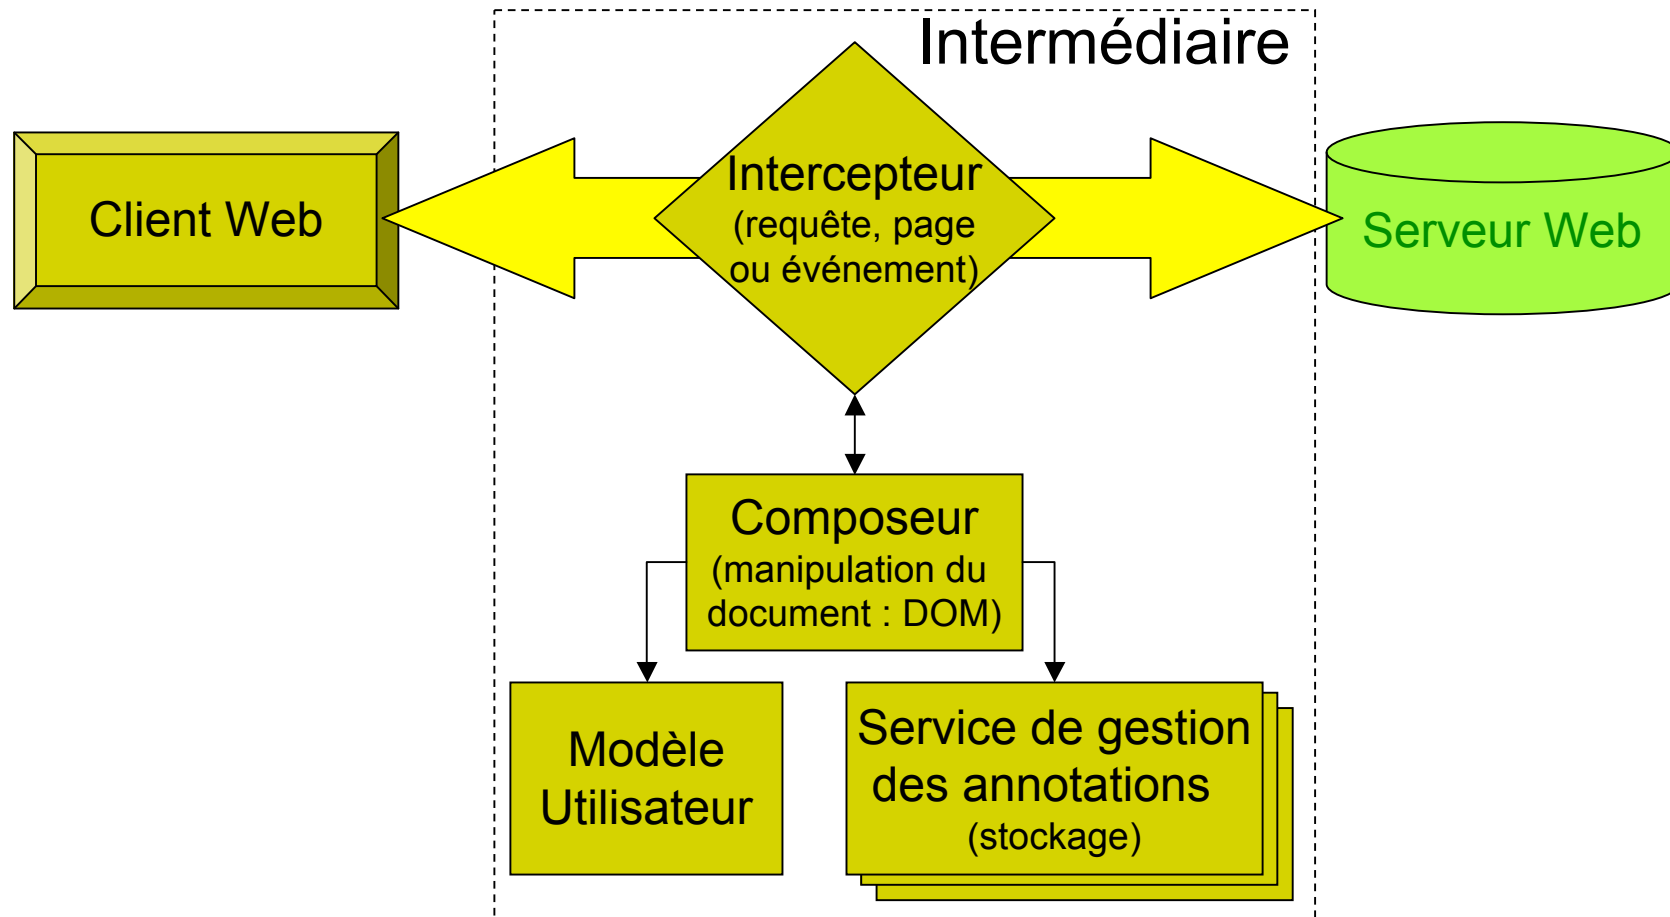 Intermédiaire
Client Web
Intercepteur
(requête, page
ou événement)
Serveur Web
Composeur
(manipulation du
document : DOM)
Modèle
Utilisateur
Service de gestion
des annotations
(stockage)